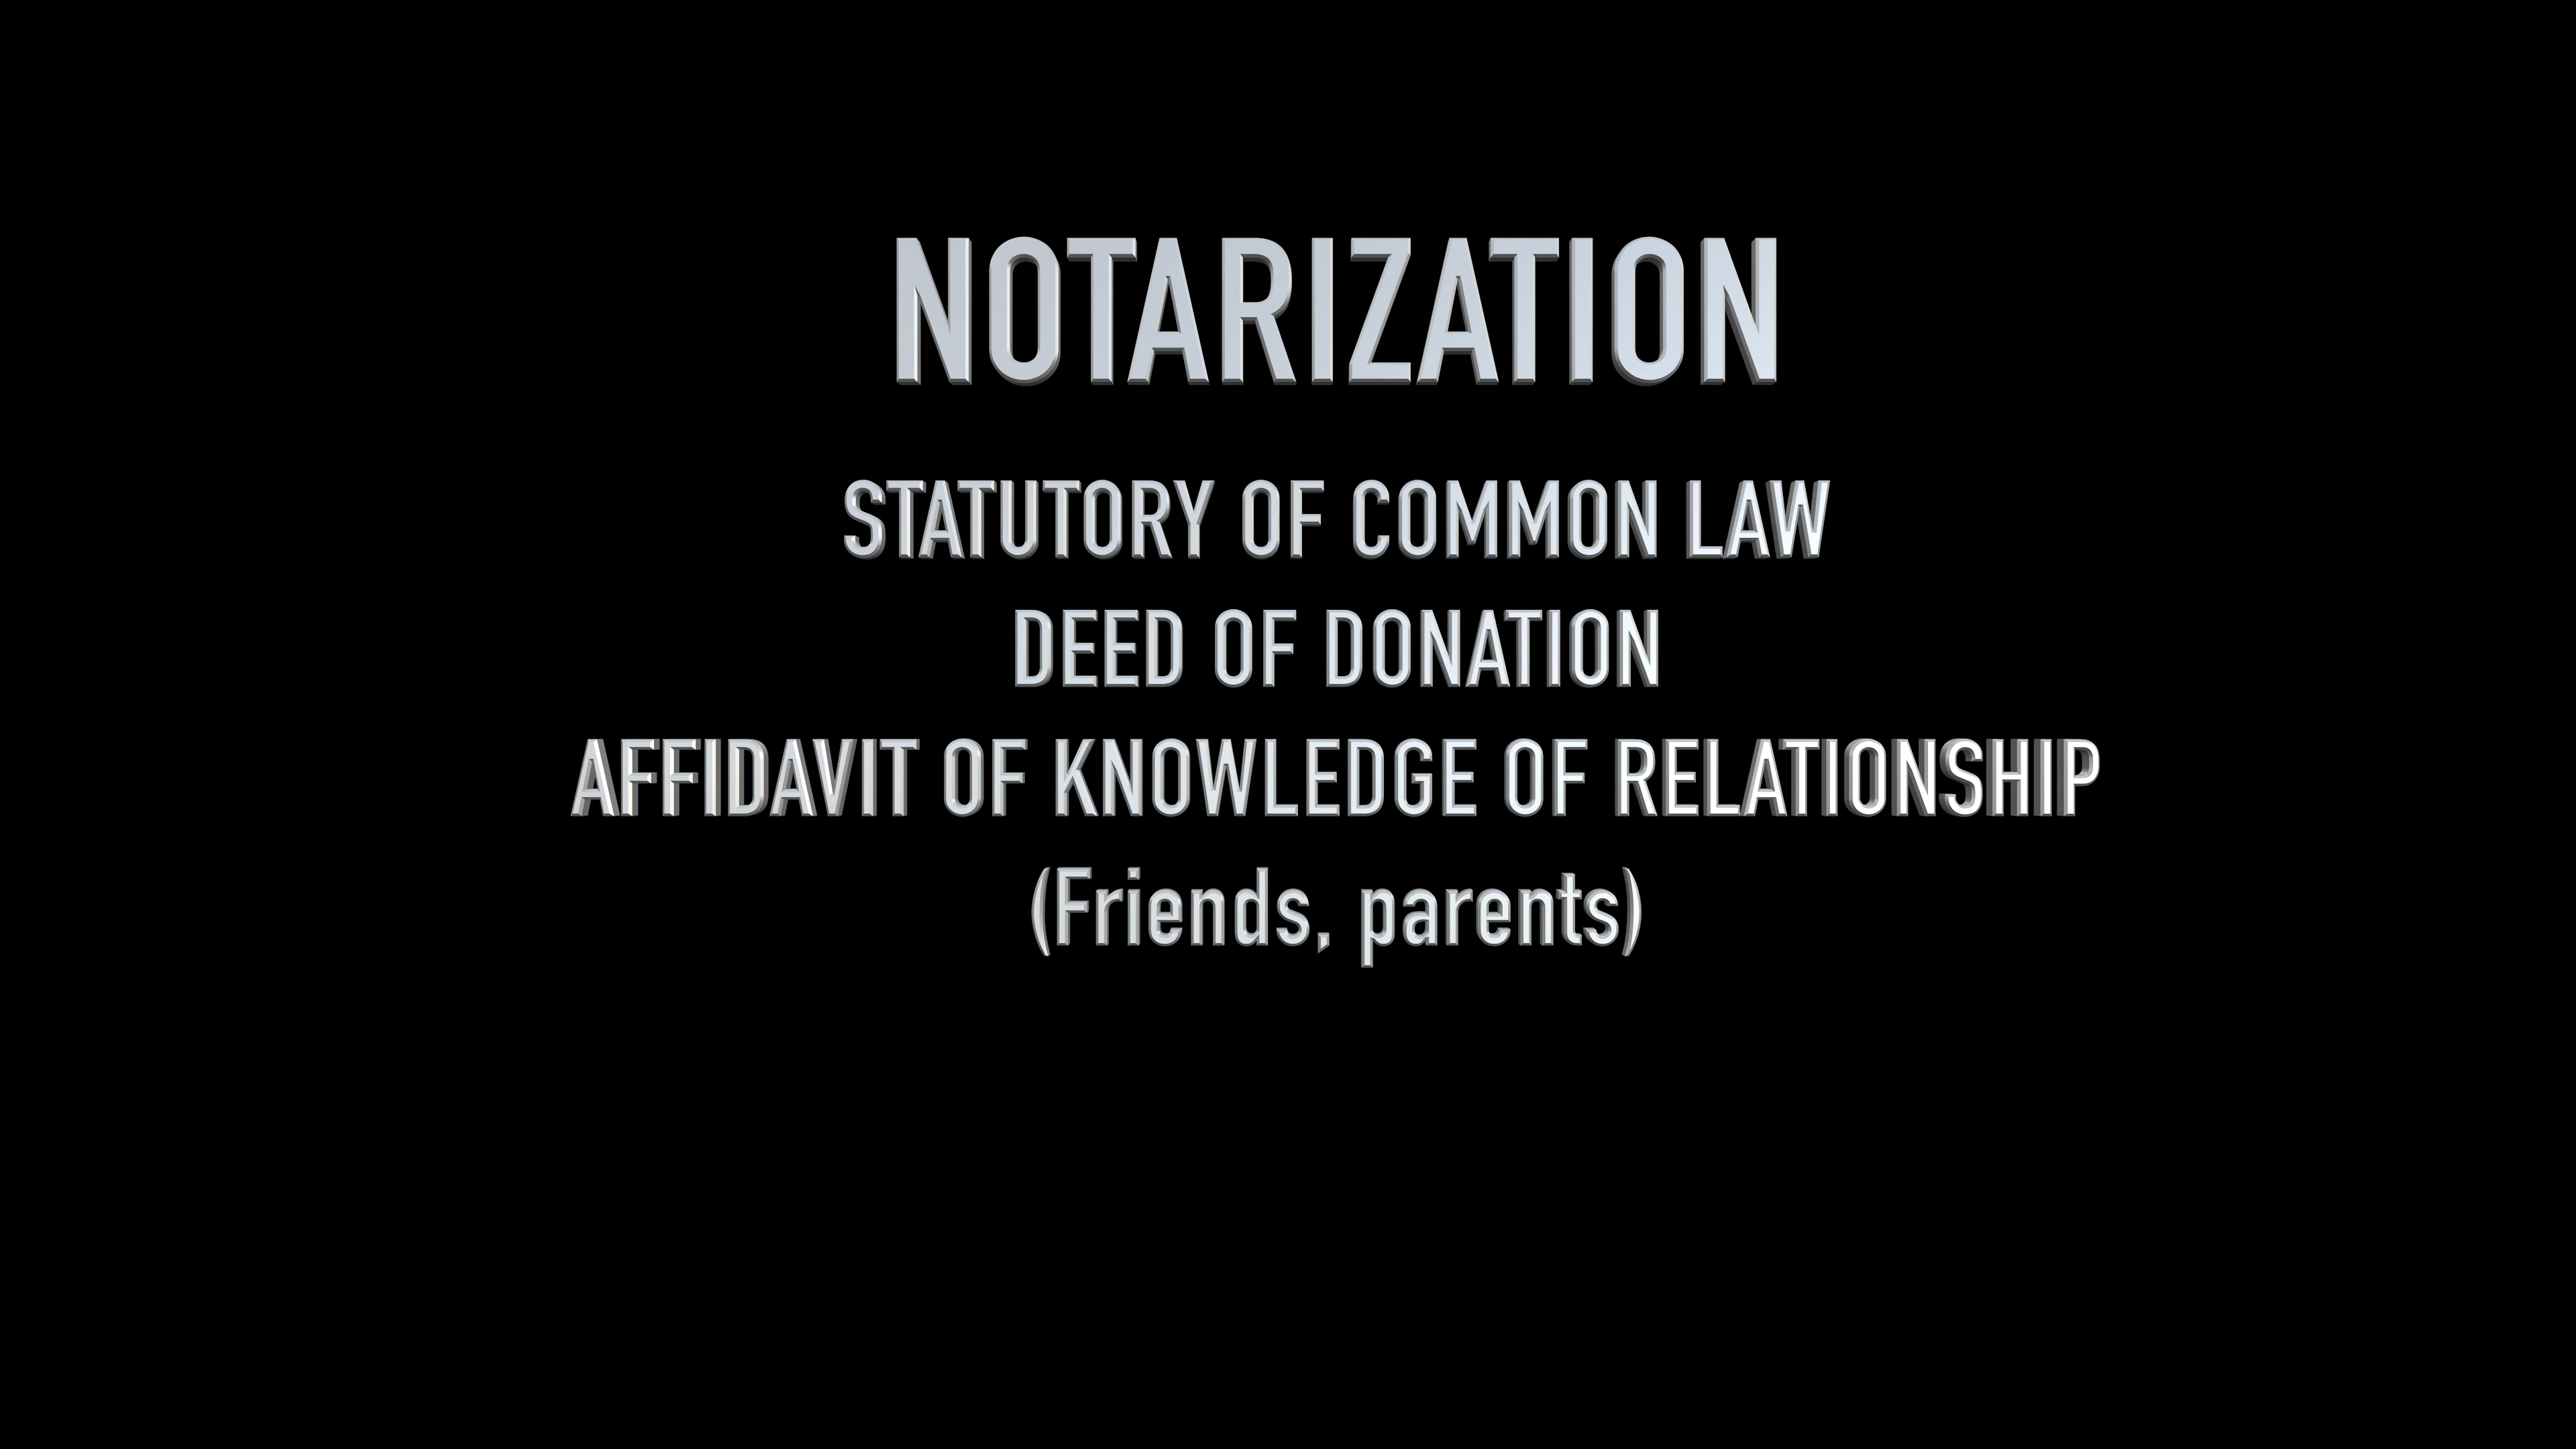 NOTARIZATION
STATUTORY OF COMMON LAW
DEED OF DONATION
AFFIDAVIT OF KNOWLEDGE OF RELATIONSHIP
(Friends, parents)